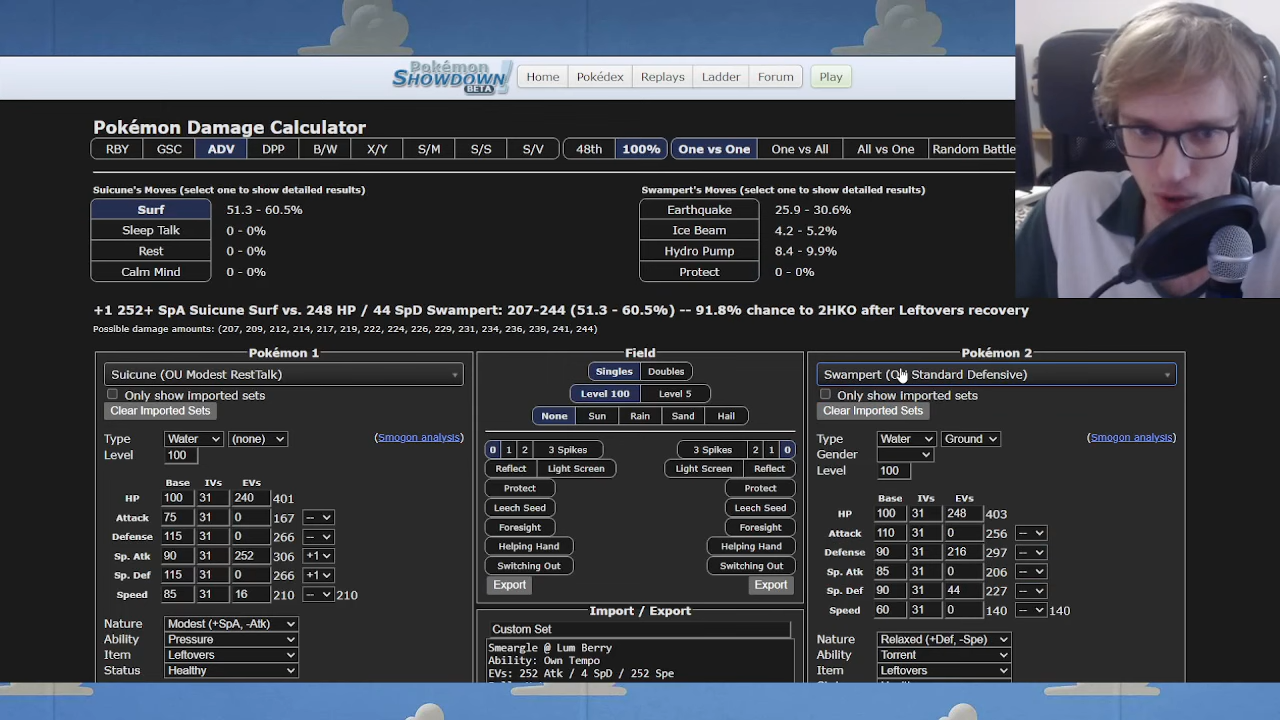 Pokémon
SHOWDOWN!
BETA
Home Pokédex Replays Ladder Forum Play
Pokémon Damage Calculator
RBY GSC ADV DPP B/W X/Y S/M S/S S/V 48th 100% One vs One One vs All All vs One Random Battle
Suicune's Moves (select one to show detailed results)
Surf 51.3 - 60.5%
Sleep Talk 0 - 0%
Rest 0 - 0%
Calm Mind 0 - 0%
Swampert's Moves (select one to show detailed results)
Earthquake 25.9 - 30.6%
Ice Beam 4.2 - 5.2%
Hydro Pump 8.4 - 9.9%
Protect 0 - 0%
+1 252+ SpA Suicune Surf vs. 248 HP / 44 SpD Swampert: 207-244 (51.3 - 60.5%) -- 91.8% chance to 2HKO after Leftovers recovery
Possible damage amounts: (207, 209, 212, 214, 217, 219, 222, 224, 226, 229, 231, 234, 236, 239, 241, 244)
Pokémon 1
Suicune (OU Modest RestTalk)
Only show imported sets
Clear Imported Sets
Type Water (none) (Smogon analysis)
Level 100
Base IVs EVs
HP 100 31 240 401
Attack 75 31 0 167 --
Defense 115 31 0 266 --
Sp. Atk 90 31 252 306 +1
Sp. Def 115 31 0 266 +1
Speed 85 31 16 210 -- 210
Nature Modest (+SpA, -Atk)
Ability Pressure
Item Leftovers
Status Healthy
Field
Singles Doubles
Level 100 Level 5
None Sun Rain Sand Hail
0 1 2 3 Spikes 3 Spikes 2 1 0
Reflect Light Screen Light Screen Reflect
Protect Protect
Leech Seed Leech Seed
Foresight Foresight
Helping Hand Helping Hand
Switching Out Switching Out
Export Export
Import / Export
Custom Set
Smeargle @ Lum Berry
Ability: Own Tempo
EVs: 252 Atk / 4 SpD / 252 Spe
Pokémon 2
Swampert (OU Standard Defensive)
Only show imported sets
Clear Imported Sets
Type Water Ground (Smogon analysis)
Gender
Level 100
Base IVs EVs
HP 100 31 248 403
Attack 110 31 0 256 --
Defense 90 31 216 297 --
Sp. Atk 85 31 0 206 --
Sp. Def 90 31 44 227 --
Speed 60 31 0 140 -- 140
Nature Relaxed (+Def, -Spe)
Ability Torrent
Item Leftovers